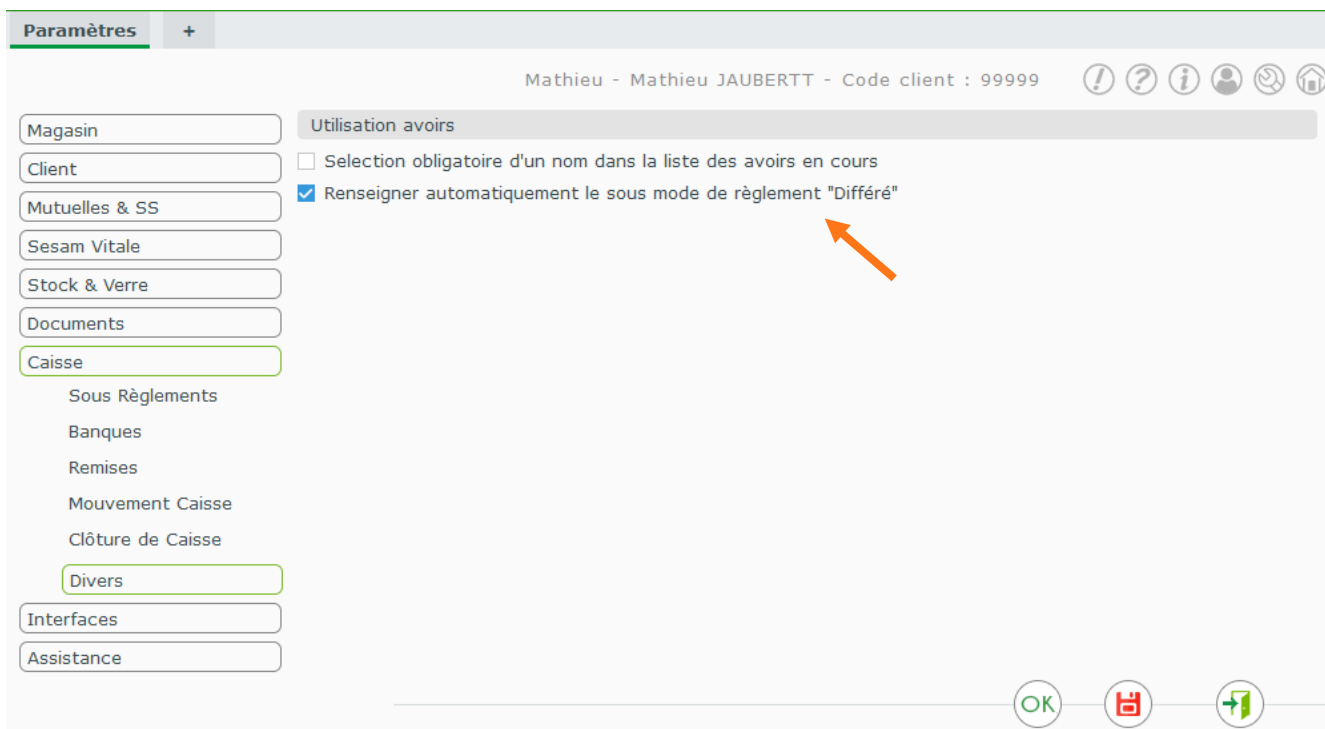 Paramètres +
Mathieu - Mathieu JAUBERTT - Code client : 99999
Magasin
Client
Mutuelles & SS
Sesam Vitale
Stock & Verre
Documents
Caisse
Sous Règlements
Banques
Remises
Mouvement Caisse
Clôture de Caisse
Divers
Interfaces
Assistance
Utilisation avoirs
Selection obligatoire d'un nom dans la liste des avoirs en cours
Renseigner automatiquement le sous mode de règlement "Différé"
OK